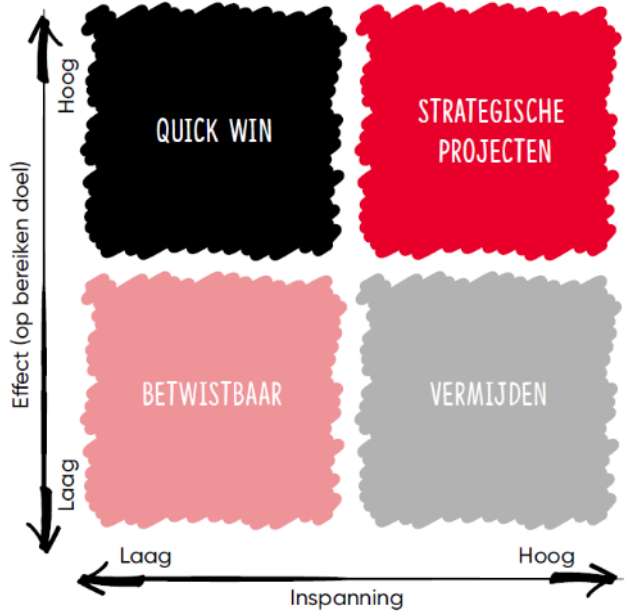 Hoog
QUICK WIN
STRATEGISCHE
PROJECTEN
Effect (op bereiken doel)
BETWISTBAAR
VERMIJDEN
Laag
Laag
Hoog
Inspanning